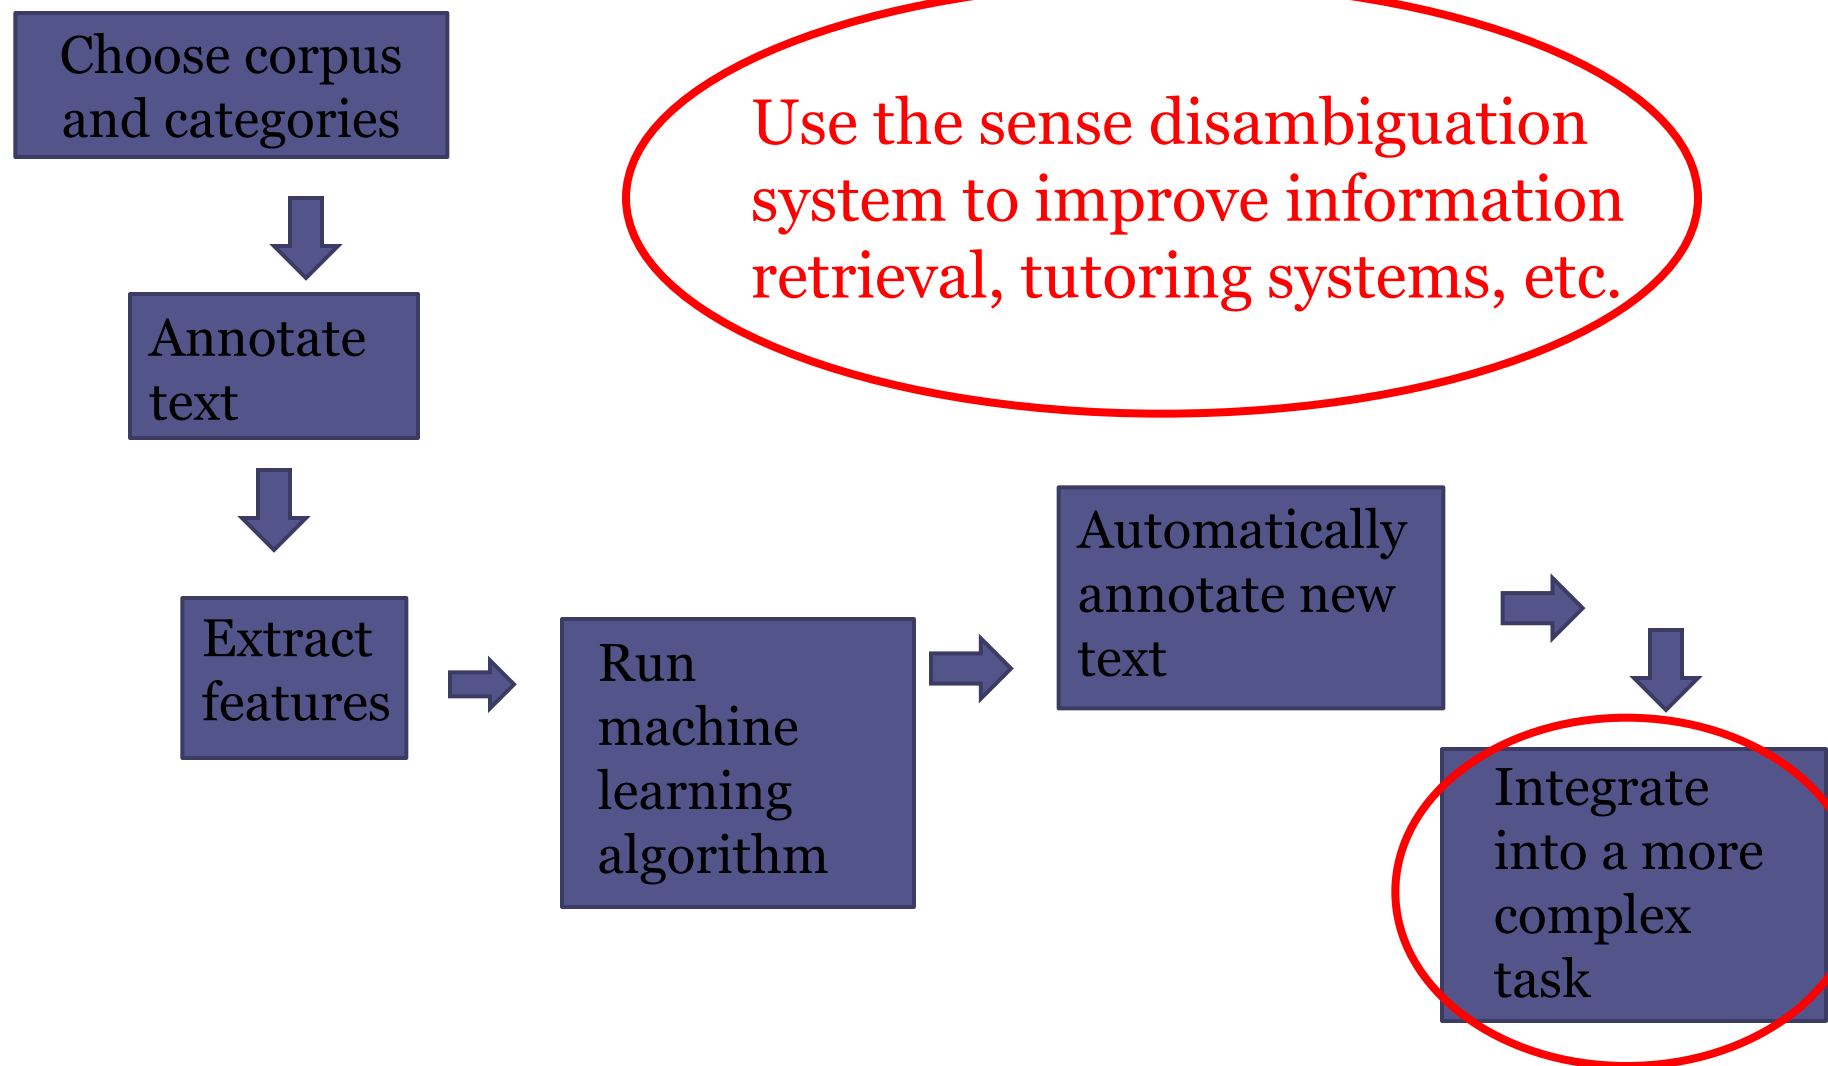 Choose corpus
and categories
Use the sense disambiguation
system to improve information
retrieval, tutoring systems, etc.
Annotate
text
Extract
features
Run
machine
learning
algorithm
Automatically
annotate new
text
Integrate
into a more
complex
task